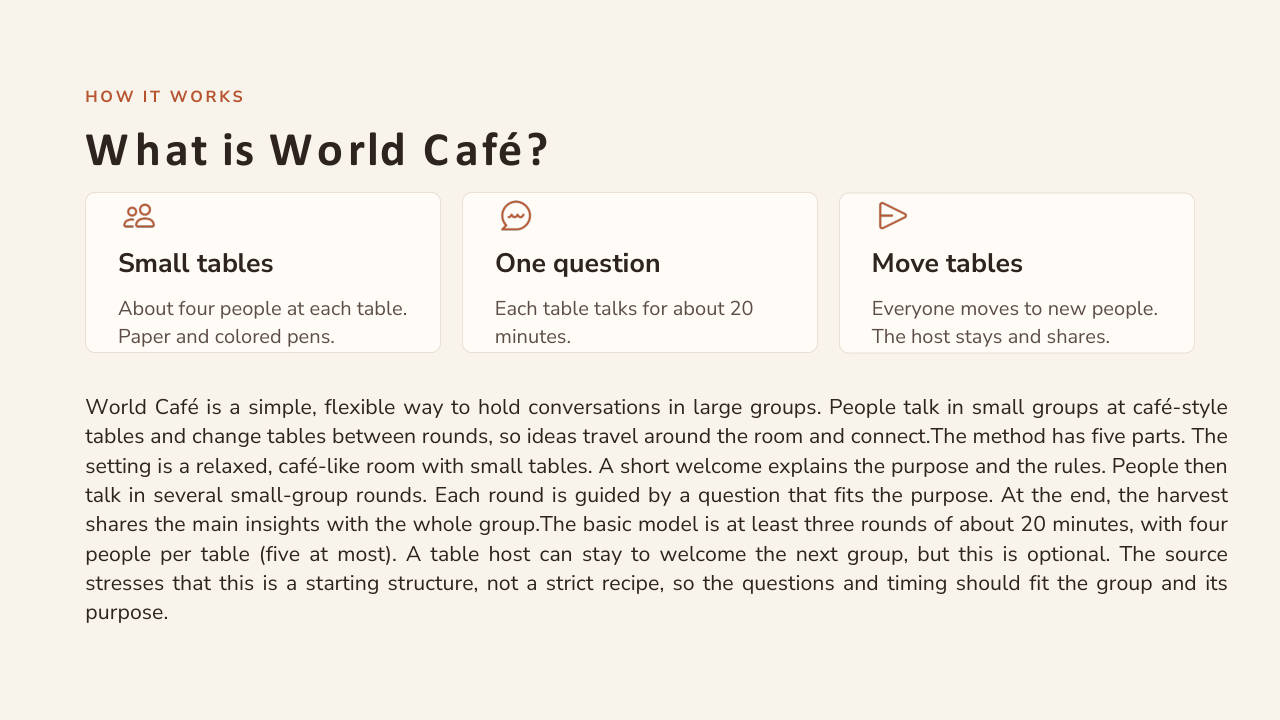 HOW IT WORKS
What is World Café?
Small tables
About four people at each table.
Paper and colored pens.
One question
Each table talks for about 20
minutes.
Move tables
Everyone moves to new people.
The host stays and shares.
World Café is a simple, flexible way to hold conversations in large groups. People talk in small groups at café-style
tables and change tables between rounds, so ideas travel around the room and connect.The method has five parts. The
setting is a relaxed, café-like room with small tables. A short welcome explains the purpose and the rules. People then
talk in several small-group rounds. Each round is guided by a question that fits the purpose. At the end, the harvest
shares the main insights with the whole group.The basic model is at least three rounds of about 20 minutes, with four
people per table (five at most). A table host can stay to welcome the next group, but this is optional. The source
stresses that this is a starting structure, not a strict recipe, so the questions and timing should fit the group and its
purpose.